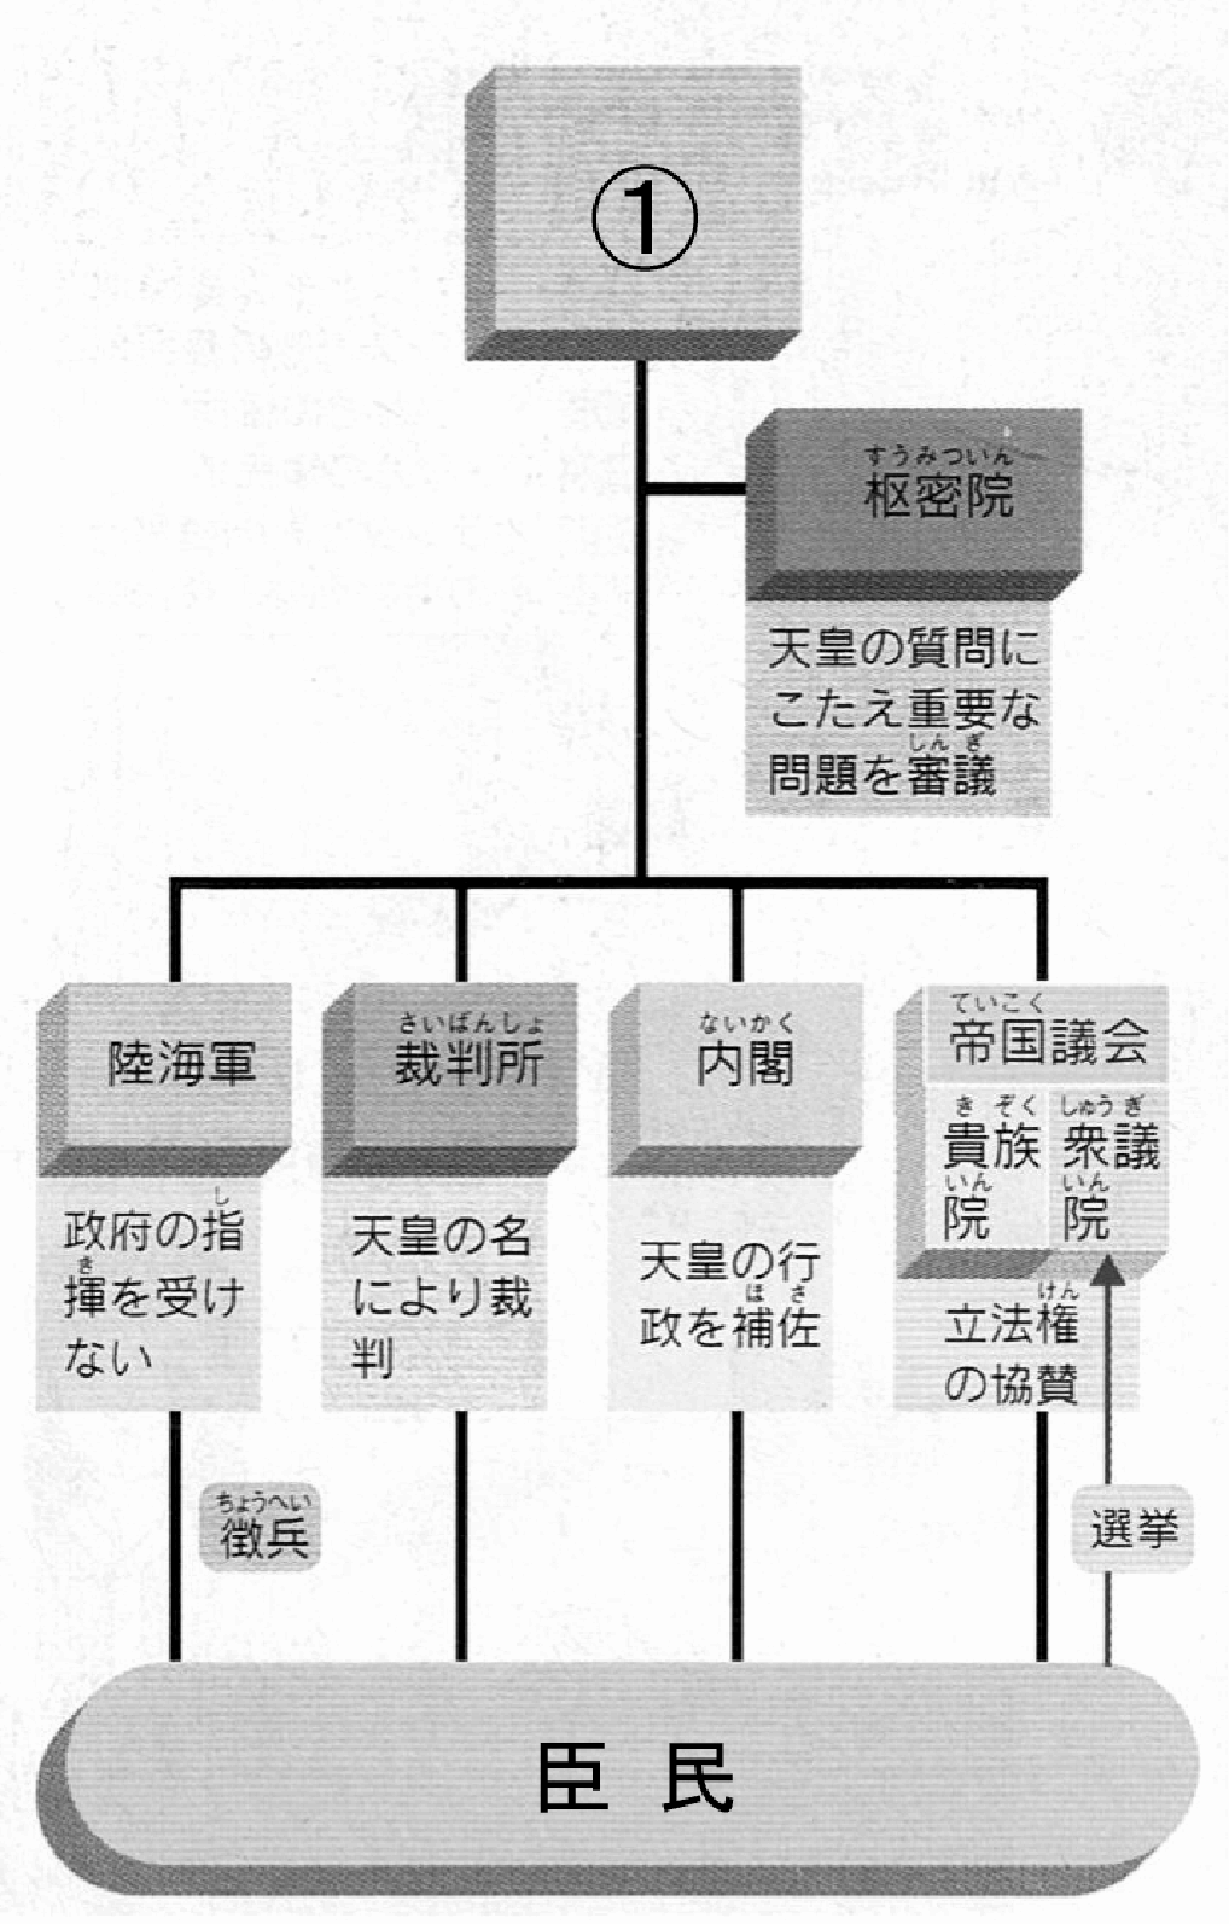 ①
枢密院
すうみついん
天皇の質問に
こたえ重要な
問題を審議
しんぎ
陸海軍
政府の指
し
揮を受け
き
ない
裁判所
さいばんしょ
天皇の名
により裁
判
内閣
ないかく
天皇の行
政を補佐
ほさ
帝国議会
ていこく
貴族
きぞく
院
いん
衆議
しゅうぎ
院
いん
立法権
けん
の協賛
徴兵
ちょうへい
選挙
臣民